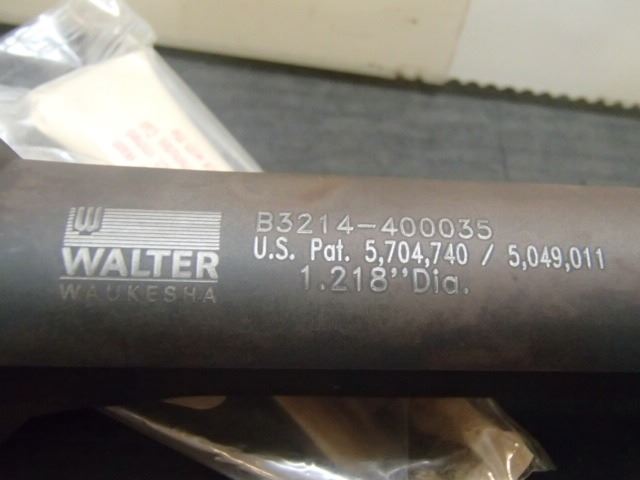 W
WALTER
WAUKESHA
B3214-400035
U.S. Pat. 5,704,740 / 5,049,011
1.218"Dia.